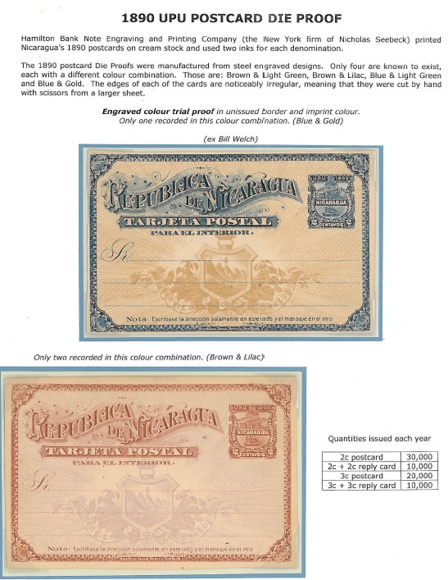 1890 UPU POSTCARD DIE PROOF
Hamilton Bank Note Engraving and Printing Company (the New York firm of Nicholas Seebeck) printed
Nicaragua's 1890 postcards on cream stock and used two inks for each denomination.
The 1890 postcard Die Proofs were manufactured from steel engraved designs. Only four are known to exist,
each with a different colour combination. Those are: Brown & Light Green, Brown & Lilac, Blue & Light Green
and Blue & Gold. The edges of each of the cards are noticeably irregular, meaning that they were cut by hand
with scissors from a larger sheet.
Engraved colour trial proof in unissued border and imprint colour.
Only one recorded in this colour combination. (Blue & Gold)
(ex Bill Welch)
REPUBLICA DE NICARAGUA
TARJETA POSTAL
PARA EL INTERIOR.
NICARAGUA
2 CENTAVOS 2
Sr.
Nota: Escribase la direccion solamente en este lado y el mensaje en el otro
Only two recorded in this colour combination. (Brown & Lilac)
REPUBLICA DE NICARAGUA
TARJETA POSTAL
PARA EL INTERIOR.
NICARAGUA
Sr.
Nota: Escribase la direccion solamente en este lado y el mensaje en el otro
Quantities issued each year
2c postcard 30,000
2c + 2c reply card 10,000
3c postcard 20,000
3c + 3c reply card 10,000